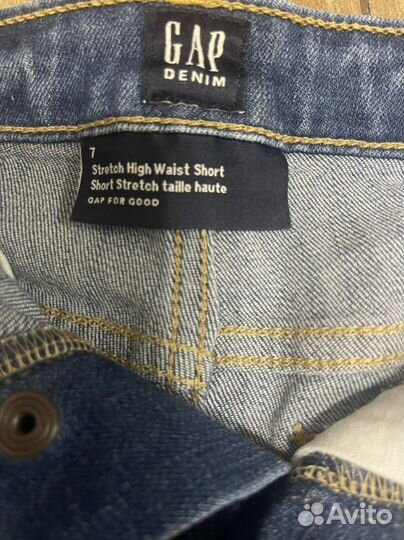 GAP
DENIM
7
Stretch High Waist Short
Short Stretch taille haute
GAP FOR GOOD
Avito